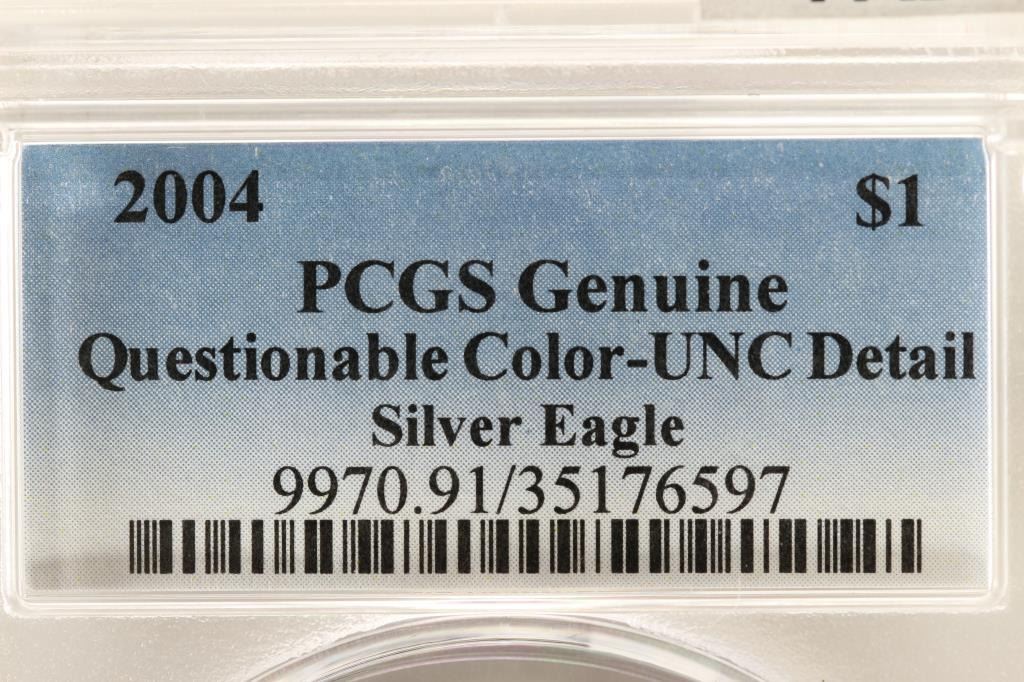 2004 $1
PCGS Genuine
Questionable Color-UNC Detail
Silver Eagle
9970.91/35176597